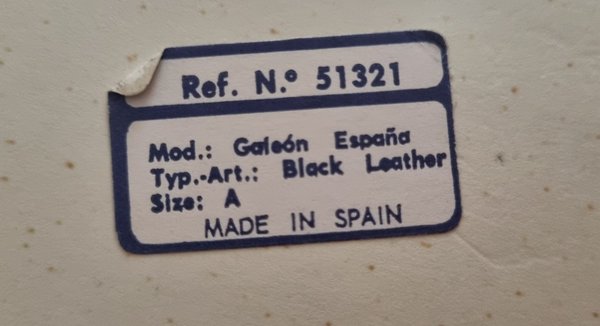 Ref. N.º 51321
Mod.: Galeón España
Typ.-Art.: Black Leather
Size: A
MADE IN SPAIN